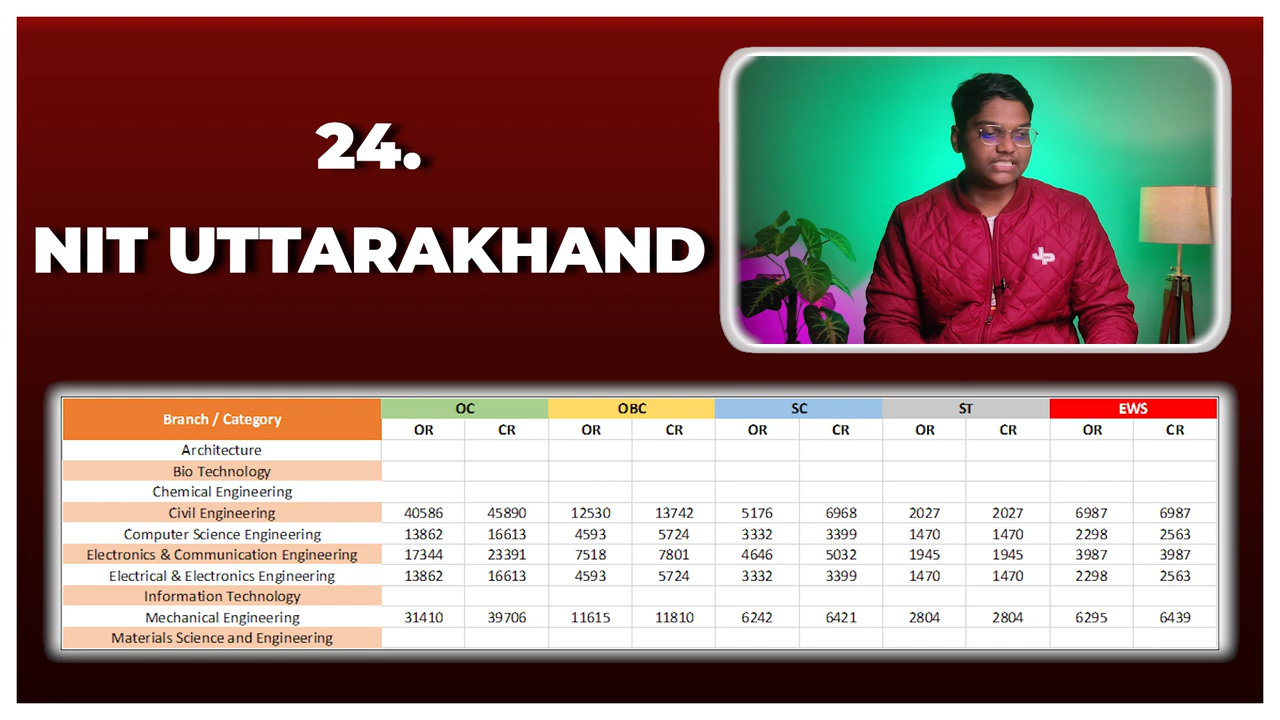 24.
NIT UTTARAKHAND
JP
Branch / Category OC OBC SC ST EWS
OR CR OR CR OR CR OR CR OR CR
Architecture
Bio Technology
Chemical Engineering
Civil Engineering 40586 45890 12530 13742 5176 6968 2027 2027 6987 6987
Computer Science Engineering 13862 16613 4593 5724 3332 3399 1470 1470 2298 2563
Electronics & Communication Engineering 17344 23391 7518 7801 4646 5032 1945 1945 3987 3987
Electrical & Electronics Engineering 13862 16613 4593 5724 3332 3399 1470 1470 2298 2563
Information Technology
Mechanical Engineering 31410 39706 11615 11810 6242 6421 2804 2804 6295 6439
Materials Science and Engineering